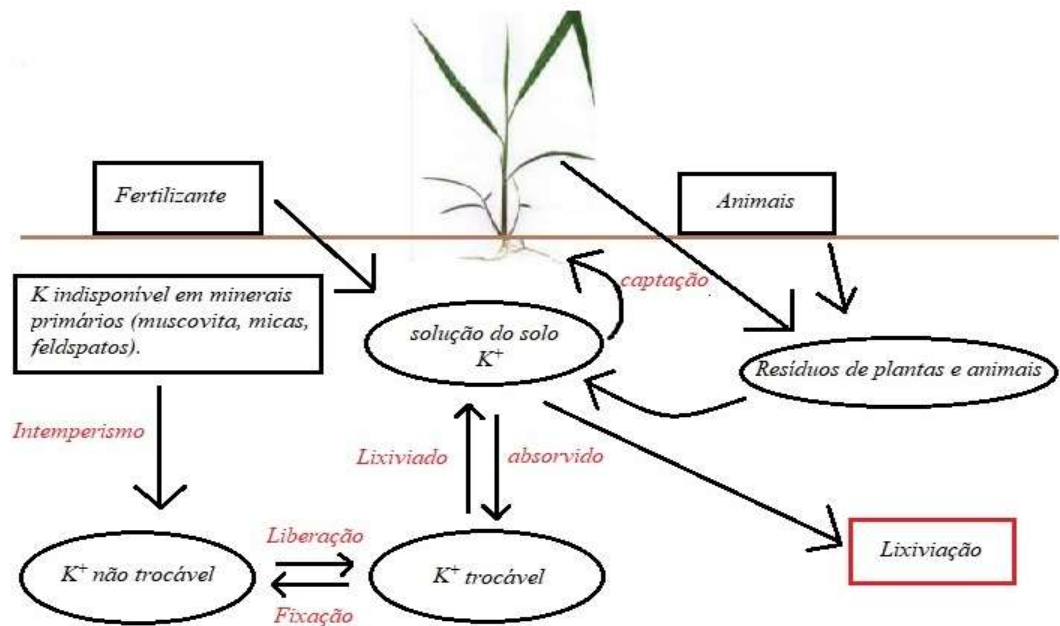 Fertilizante
Animais
K indisponível em minerais
primários (muscovita, micas,
feldspatos).
captação
solução do solo
K⁺
Resíduos de plantas e animais
Intemperismo
Lixiviado
absorvido
Liberação
Lixiviação
K⁺ não trocável
K⁺ trocável
Fixação